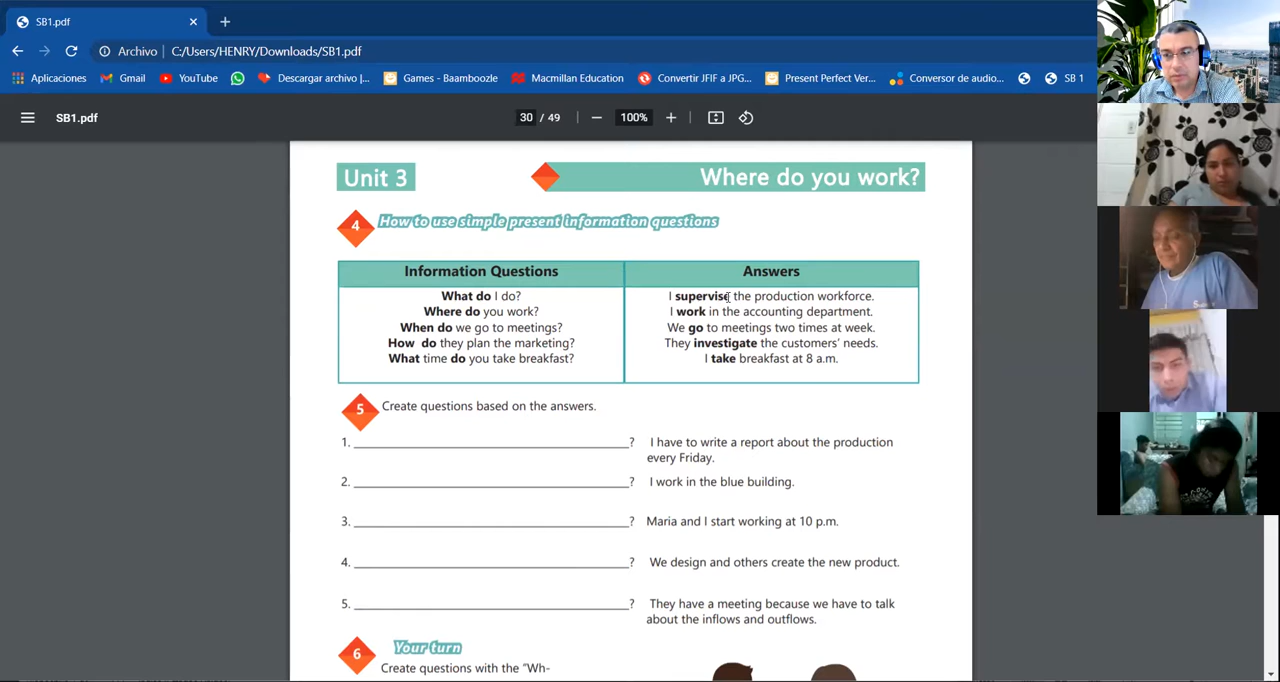 SB1.pdf
Archivo C:/Users/HENRY/Downloads/SB1.pdf
Aplicaciones Gmail YouTube Descargar archivo |... Games - Baamboozle Macmillan Education Convertir JFIF a JPG... Present Perfect Ver... Conversor de audio... SB 1
SB1.pdf 30 / 49 100%
Unit 3 Where do you work?
4 How to use simple present information questions
Information Questions Answers
What do I do? I supervise the production workforce.
Where do you work? I work in the accounting department.
When do we go to meetings? We go to meetings two times at week.
How do they plan the marketing? They investigate the customers' needs.
What time do you take breakfast? I take breakfast at 8 a.m.
5 Create questions based on the answers.
1. ______________________________? I have to write a report about the production
every Friday.
2. ______________________________? I work in the blue building.
3. ______________________________? Maria and I start working at 10 p.m.
4. ______________________________? We design and others create the new product.
5. ______________________________? They have a meeting because we have to talk
about the inflows and outflows.
6 Your turn
Create questions with the "Wh-